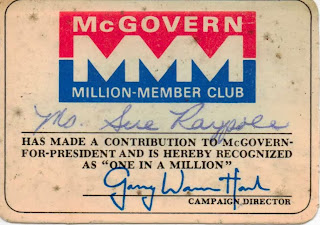 McGOVERN
MMM
MILLION-MEMBER CLUB
Ms. Sue Raypole
HAS MADE A CONTRIBUTION TO McGOVERN-
FOR-PRESIDENT AND IS HEREBY RECOGNIZED
AS "ONE IN A MILLION"
Gary Warren Hart
CAMPAIGN DIRECTOR